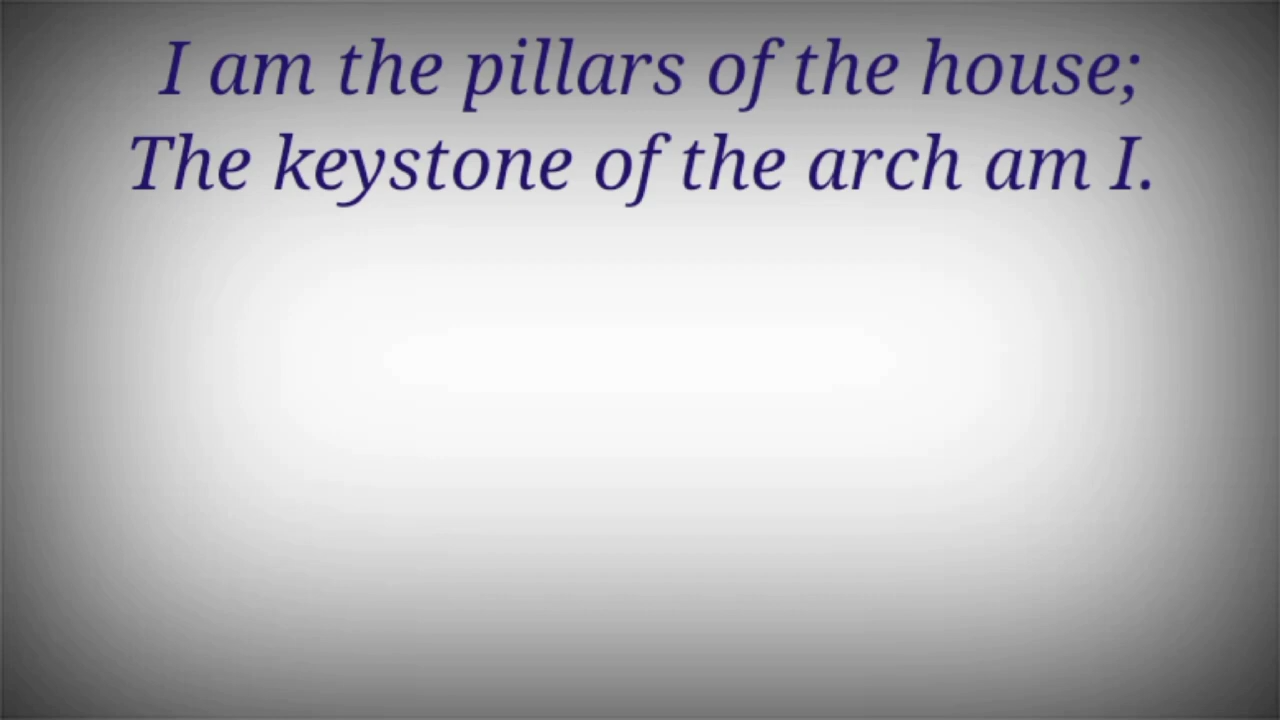 I am the pillars of the house;
The keystone of the arch am I.